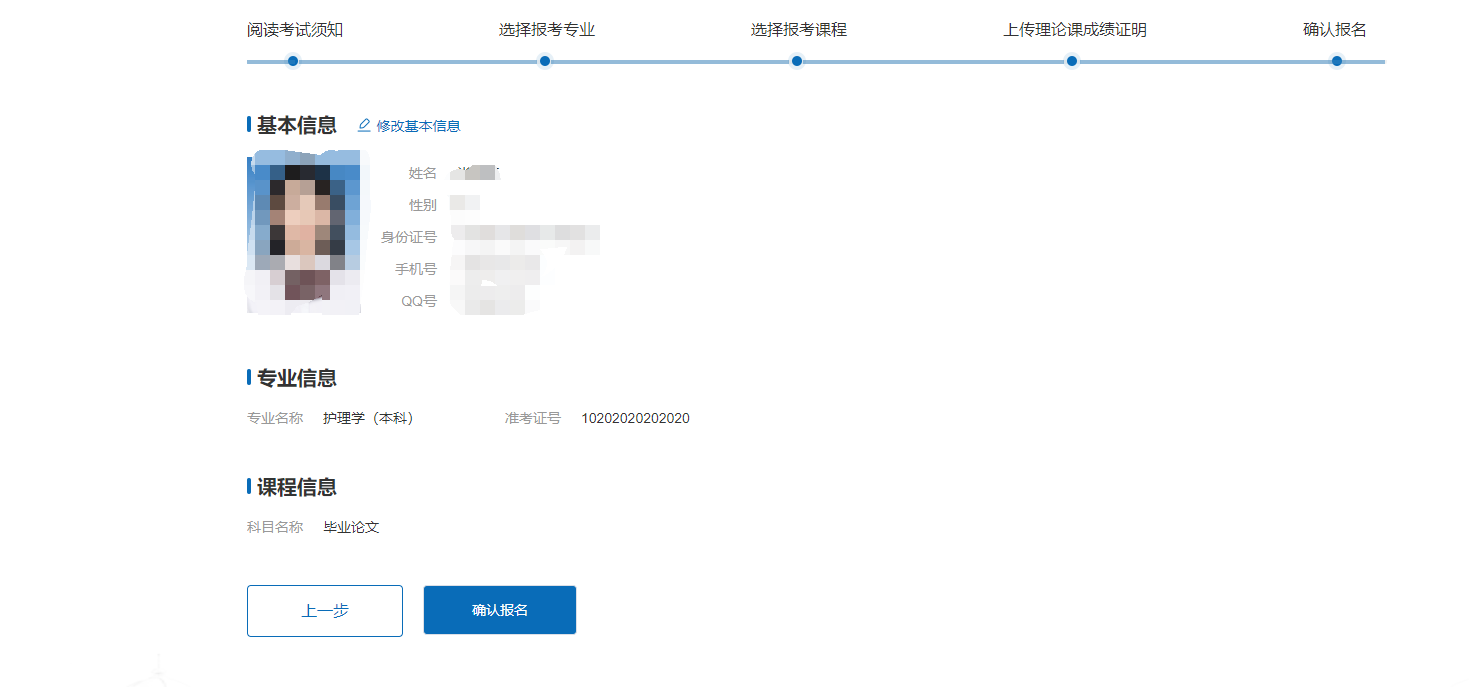 阅读考试须知 选择报考专业 选择报考课程 上传理论课成绩证明 确认报名
基本信息 修改基本信息
姓名
性别
身份证号
手机号
QQ号
专业信息
专业名称 护理学（本科） 准考证号 10202020202020
课程信息
科目名称 毕业论文
上一步 确认报名